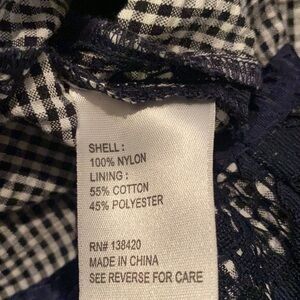 SHELL :
100% NYLON
LINING :
55% COTTON
45% POLYESTER
RN# 138420
MADE IN CHINA
SEE REVERSE FOR CARE